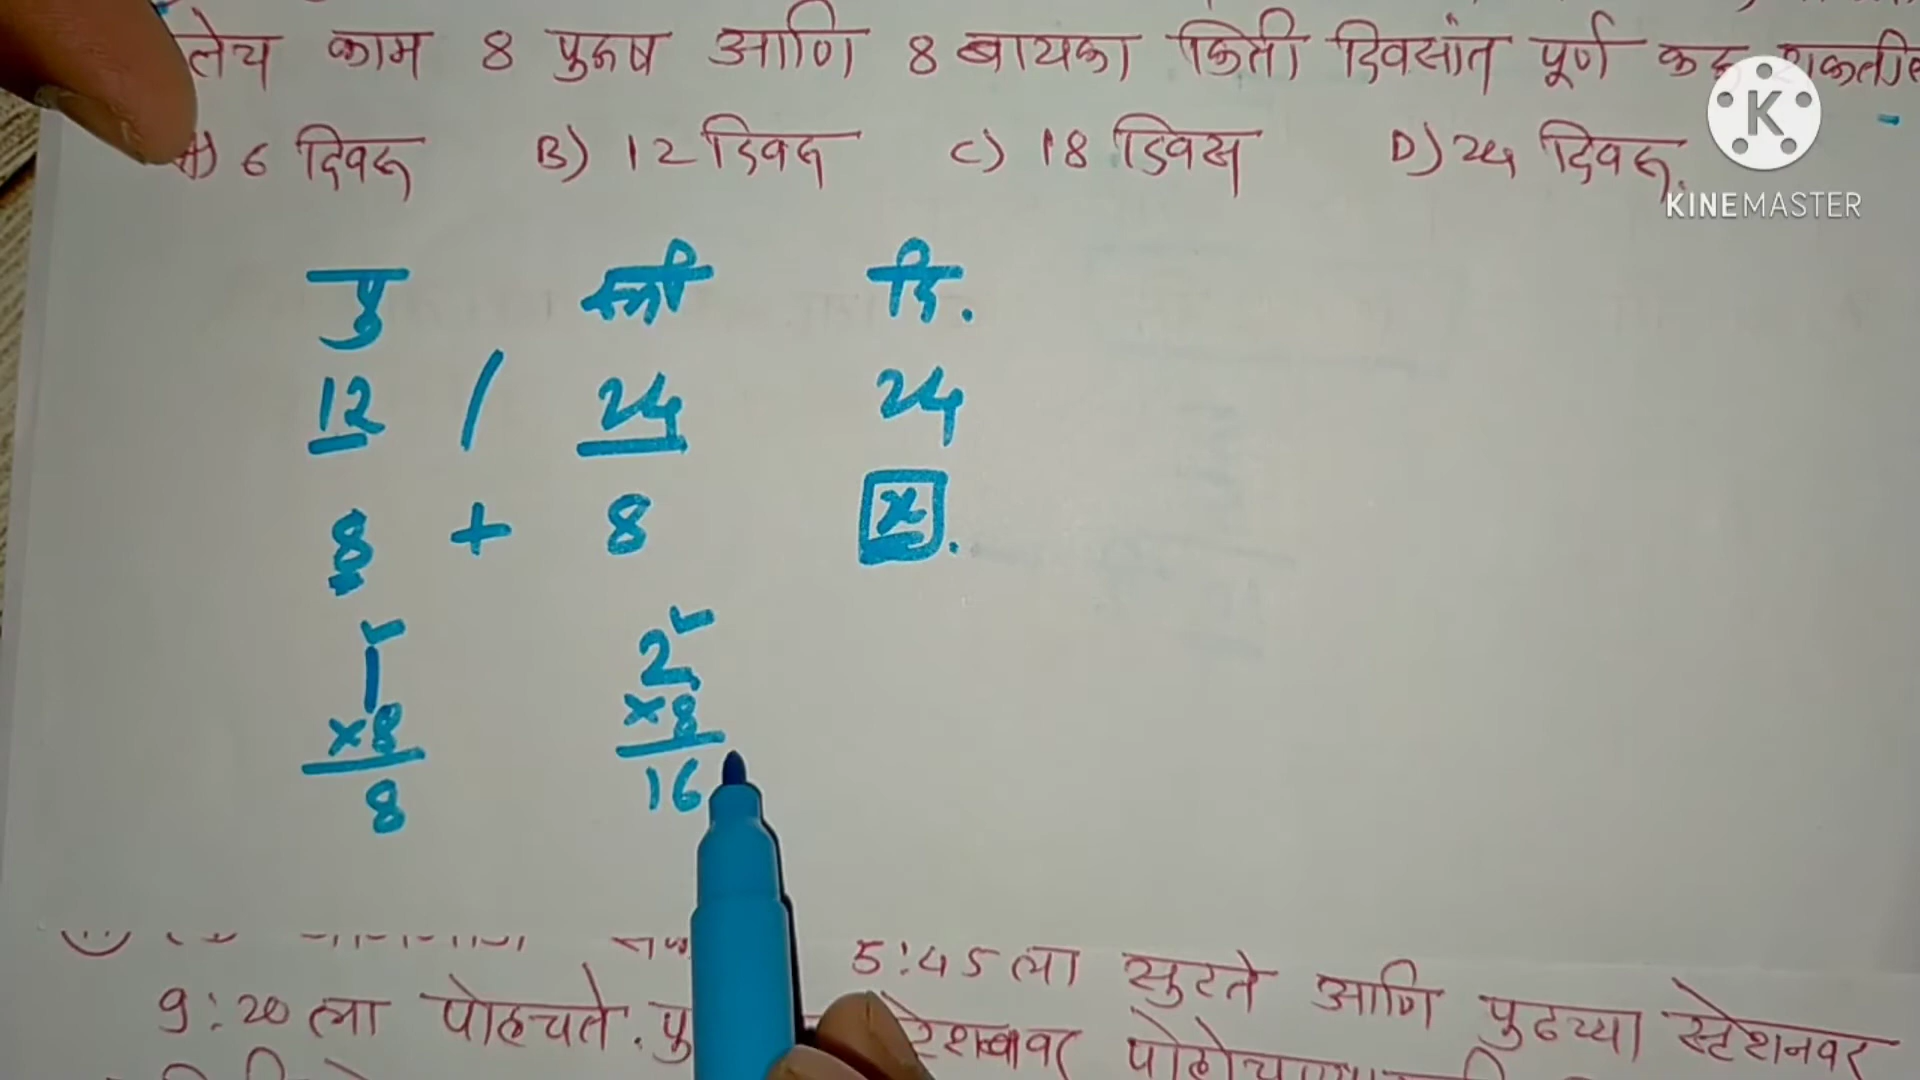 तेच काम 8 पुरुष आणि 8 बायका किती दिवसांत पूर्ण करू शकतील
A) 6 दिवस B) 12 दिवस C) 18 दिवस D) 24 दिवस.
KINEMASTER
पु स्त्री दि.
12 / 24 24
8 + 8 x.
1 2
×8 ×8
8 16
5:45 ला सुटते आणि पुढच्या स्टेशनवर
9:20 ला पोहचते.